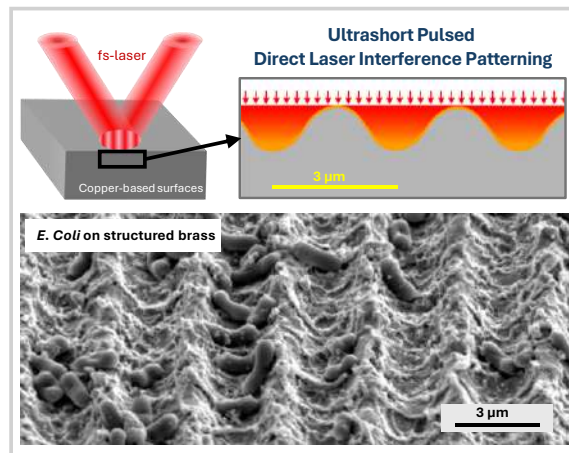 fs-laser
Copper-based surfaces
Ultrashort Pulsed
Direct Laser Interference Patterning
3 µm
E. Coli on structured brass
3 µm